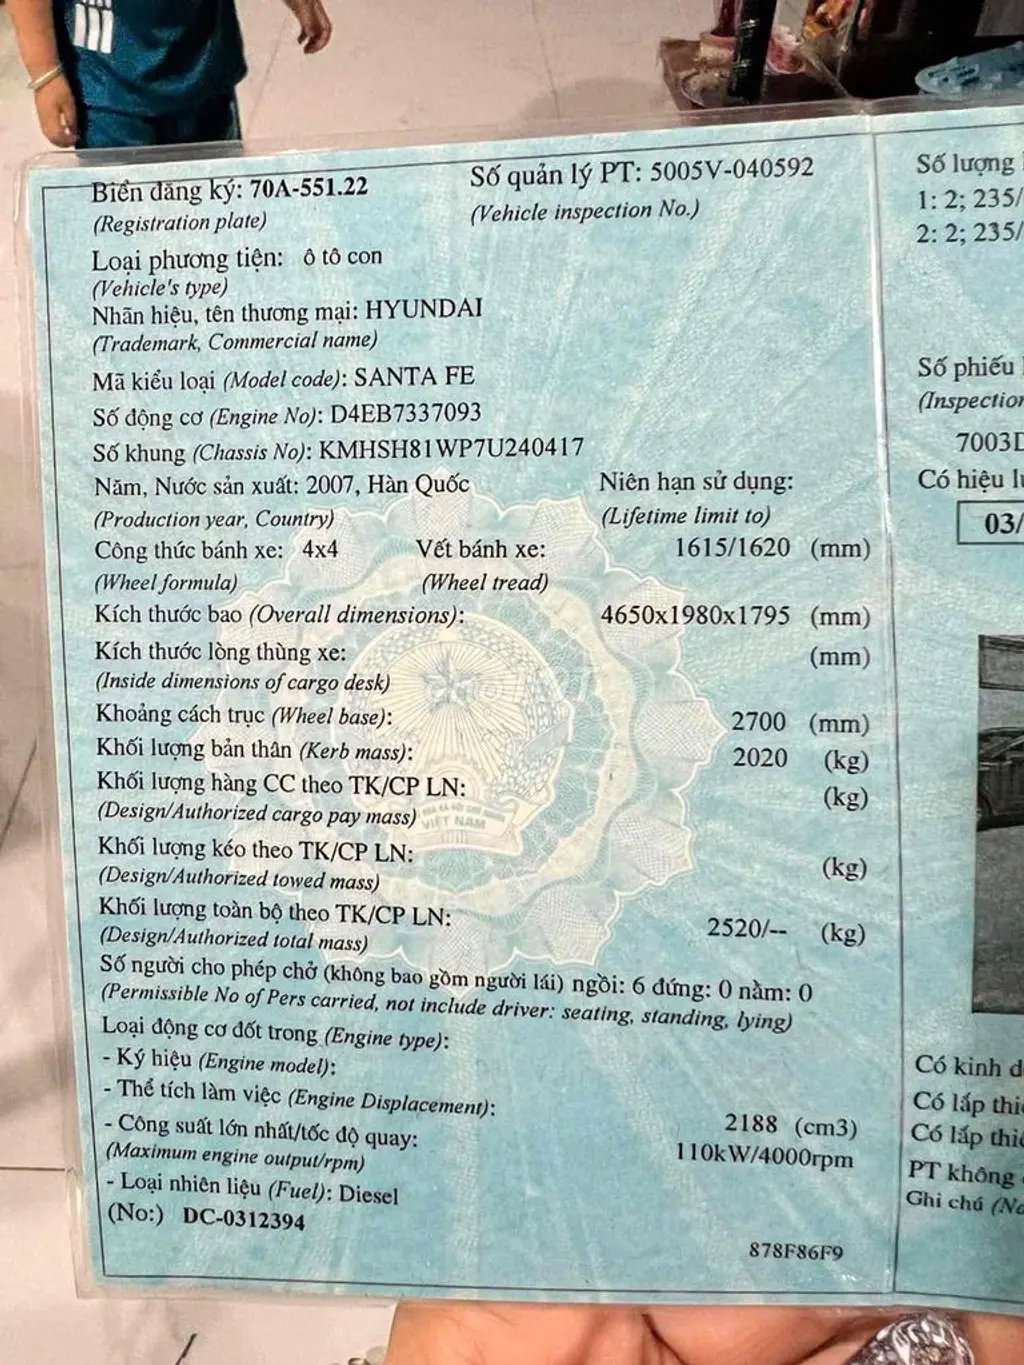 Biển đăng ký: 70A-551.22
(Registration plate)
Số quản lý PT: 5005V-040592
(Vehicle inspection No.)
Loại phương tiện: ô tô con
(Vehicle's type)
Nhãn hiệu, tên thương mại: HYUNDAI
(Trademark, Commercial name)
Mã kiểu loại (Model code): SANTA FE
Số động cơ (Engine No): D4EB7337093
Số khung (Chassis No): KMHSH81WP7U240417
Năm, Nước sản xuất: 2007, Hàn Quốc
(Production year, Country)
Niên hạn sử dụng:
(Lifetime limit to)
Công thức bánh xe: 4x4
(Wheel formula)
Vết bánh xe: 1615/1620 (mm)
(Wheel tread)
Kích thước bao (Overall dimensions): 4650x1980x1795 (mm)
Kích thước lòng thùng xe: (mm)
(Inside dimensions of cargo desk)
Khoảng cách trục (Wheel base): 2700 (mm)
Khối lượng bản thân (Kerb mass): 2020 (kg)
Khối lượng hàng CC theo TK/CP LN: (kg)
(Design/Authorized cargo pay mass)
VIỆT NAM
Khối lượng kéo theo TK/CP LN: (kg)
(Design/Authorized towed mass)
Khối lượng toàn bộ theo TK/CP LN: 2520/-- (kg)
(Design/Authorized total mass)
Số người cho phép chở (không bao gồm người lái) ngồi: 6 đứng: 0 nằm: 0
(Permissible No of Pers carried, not include driver: seating, standing, lying)
Loại động cơ đốt trong (Engine type):
- Ký hiệu (Engine model):
- Thể tích làm việc (Engine Displacement): 2188 (cm3)
- Công suất lớn nhất/tốc độ quay: 110kW/4000rpm
(Maximum engine output/rpm)
- Loại nhiên liệu (Fuel): Diesel
(No:) DC-0312394
878F86F9
Số lượng
1: 2; 235/
2: 2; 235/
Số phiếu
(Inspection
7003D
Có hiệu
03/
Có kinh
Có lắp
Có lắp
PT không
Ghi chú